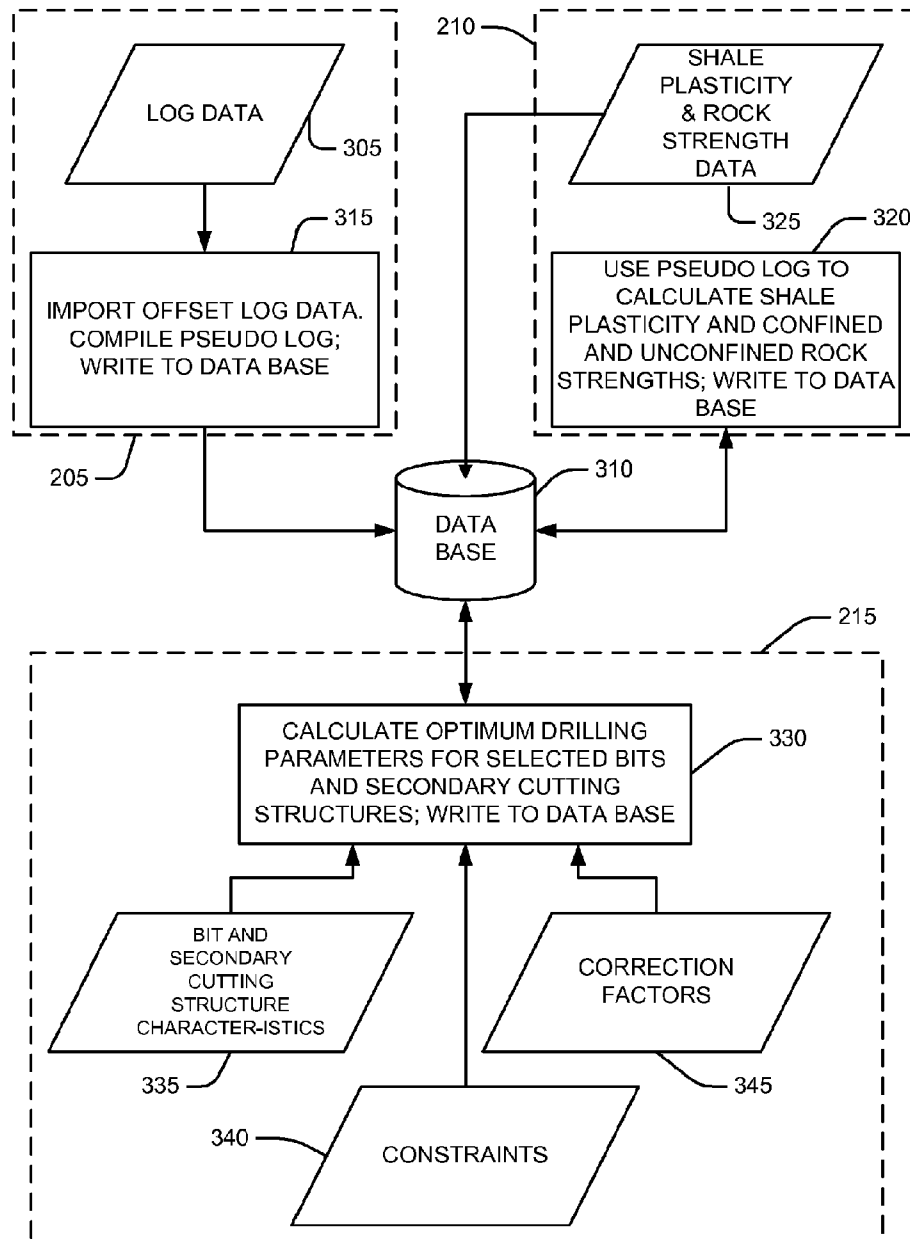 LOG DATA
305
315
IMPORT OFFSET LOG DATA.
COMPILE PSEUDO LOG;
WRITE TO DATA BASE
205
210
SHALE
PLASTICITY
& ROCK
STRENGTH
DATA
325
320
USE PSEUDO LOG TO
CALCULATE SHALE
PLASTICITY AND CONFINED
AND UNCONFINED ROCK
STRENGTHS; WRITE TO DATA
BASE
310
DATA
BASE
215
CALCULATE OPTIMUM DRILLING
PARAMETERS FOR SELECTED BITS
AND SECONDARY CUTTING
STRUCTURES; WRITE TO DATA BASE
330
BIT AND
SECONDARY
CUTTING
STRUCTURE
CHARACTER-ISTICS
335
CORRECTION
FACTORS
345
340
CONSTRAINTS